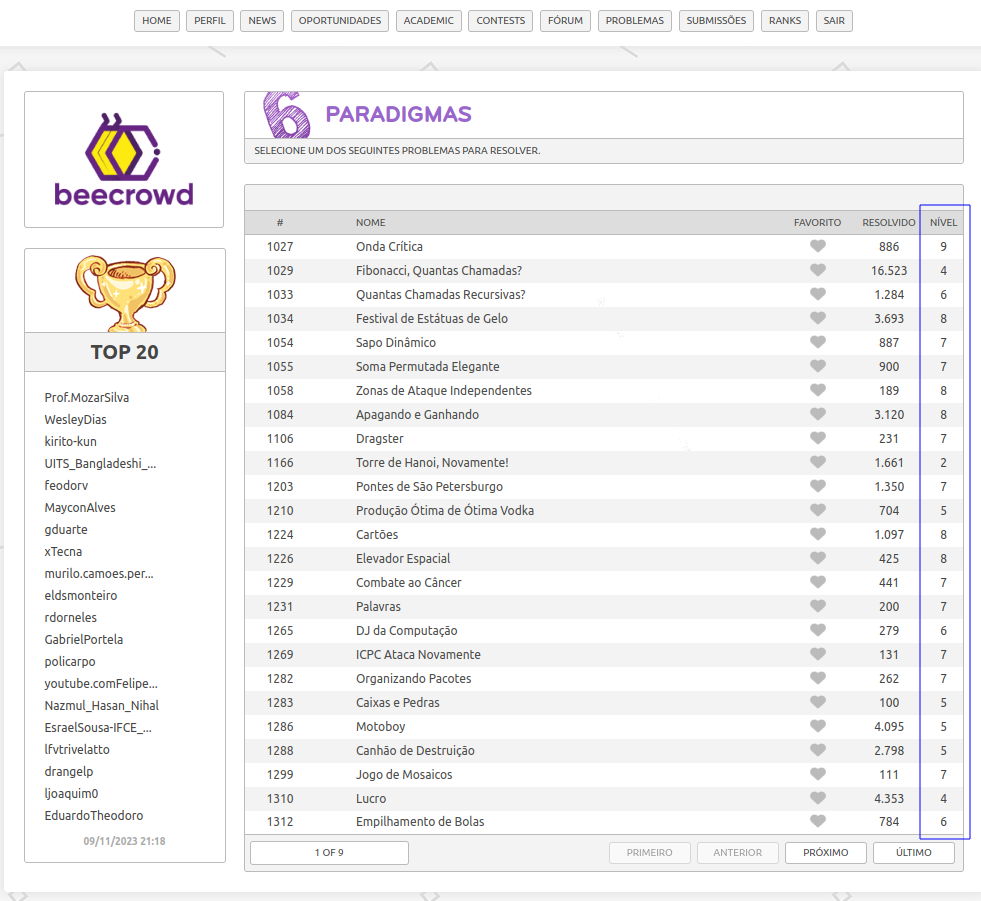 HOME PERFIL NEWS OPORTUNIDADES ACADEMIC CONTESTS FÓRUM PROBLEMAS SUBMISSÕES RANKS SAIR
beecrowd
TOP 20
Prof.MozarSilva
WesleyDias
kirito-kun
UITS_Bangladeshi_...
feodorv
MayconAlves
gduarte
xTecna
murilo.camoes.per...
eldsmonteiro
rdorneles
GabrielPortela
policarpo
youtube.comFelipe...
Nazmul_Hasan_Nihal
EsraelSousa-IFCE_...
lfvtrivelatto
drangelp
ljoaquim0
EduardoTheodoro
09/11/2023 21:18
6 PARADIGMAS
SELECIONE UM DOS SEGUINTES PROBLEMAS PARA RESOLVER.
# NOME FAVORITO RESOLVIDO NÍVEL
1027 Onda Crítica 886 9
1029 Fibonacci, Quantas Chamadas? 16.523 4
1033 Quantas Chamadas Recursivas? 1.284 6
1034 Festival de Estátuas de Gelo 3.693 8
1054 Sapo Dinâmico 887 7
1055 Soma Permutada Elegante 900 7
1058 Zonas de Ataque Independentes 189 8
1084 Apagando e Ganhando 3.120 8
1106 Dragster 231 7
1166 Torre de Hanoi, Novamente! 1.661 2
1203 Pontes de São Petersburgo 1.350 7
1210 Produção Ótima de Ótima Vodka 704 5
1224 Cartões 1.097 8
1226 Elevador Espacial 425 8
1229 Combate ao Câncer 441 7
1231 Palavras 200 7
1265 DJ da Computação 279 6
1269 ICPC Ataca Novamente 131 7
1282 Organizando Pacotes 262 7
1283 Caixas e Pedras 100 5
1286 Motoboy 4.095 5
1288 Canhão de Destruição 2.798 5
1299 Jogo de Mosaicos 111 7
1310 Lucro 4.353 4
1312 Empilhamento de Bolas 784 6
1 OF 9 PRIMEIRO ANTERIOR PRÓXIMO ÚLTIMO